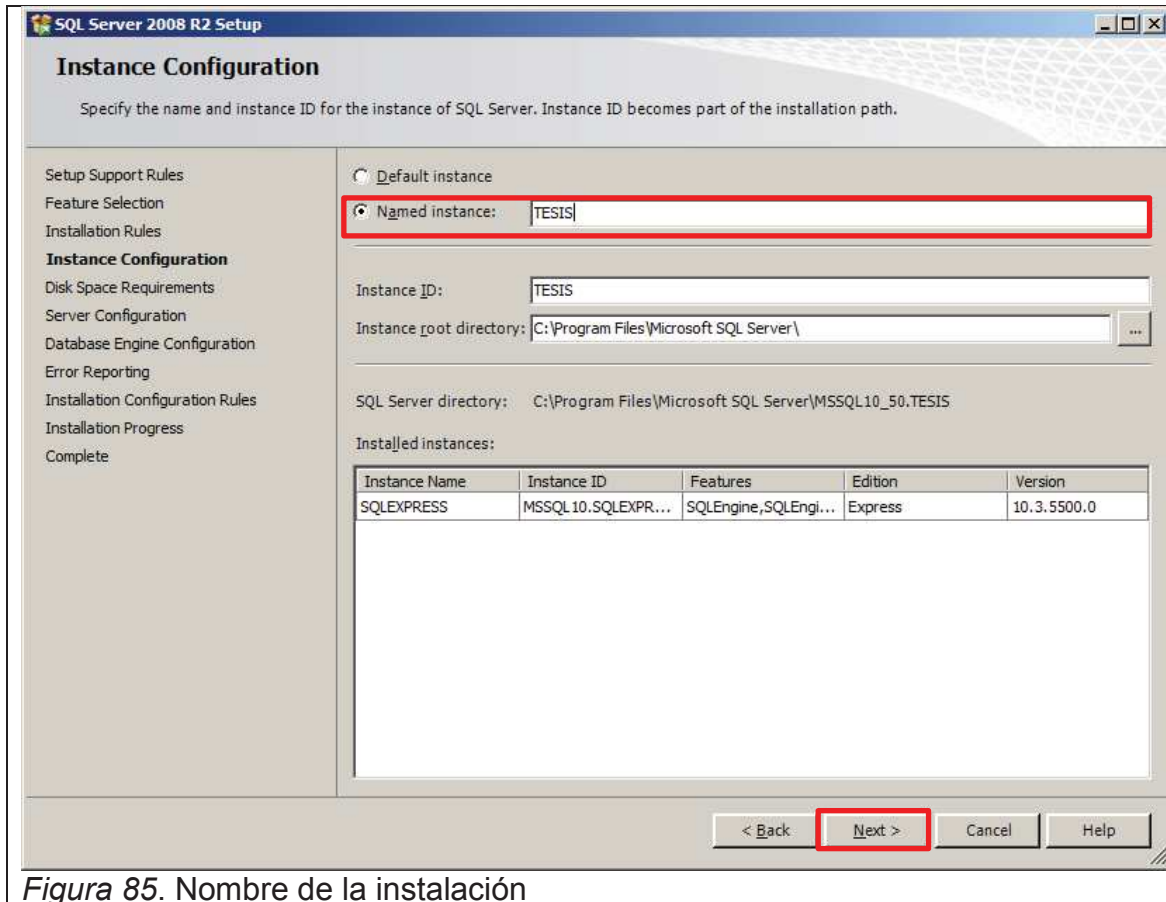 SQL Server 2008 R2 Setup
Instance Configuration
Specify the name and instance ID for the instance of SQL Server. Instance ID becomes part of the installation path.
Setup Support Rules
Feature Selection
Installation Rules
Instance Configuration
Disk Space Requirements
Server Configuration
Database Engine Configuration
Error Reporting
Installation Configuration Rules
Installation Progress
Complete
Default instance
Named instance: TESIS
Instance ID: TESIS
Instance root directory: C:\Program Files\Microsoft SQL Server\ ...
SQL Server directory: C:\Program Files\Microsoft SQL Server\MSSQL10_50.TESIS
Installed instances:
Instance Name Instance ID Features Edition Version
SQLEXPRESS MSSQL10.SQLEXPR... SQLEngine,SQLEngi... Express 10.3.5500.0
< Back Next > Cancel Help
Figura 85. Nombre de la instalación